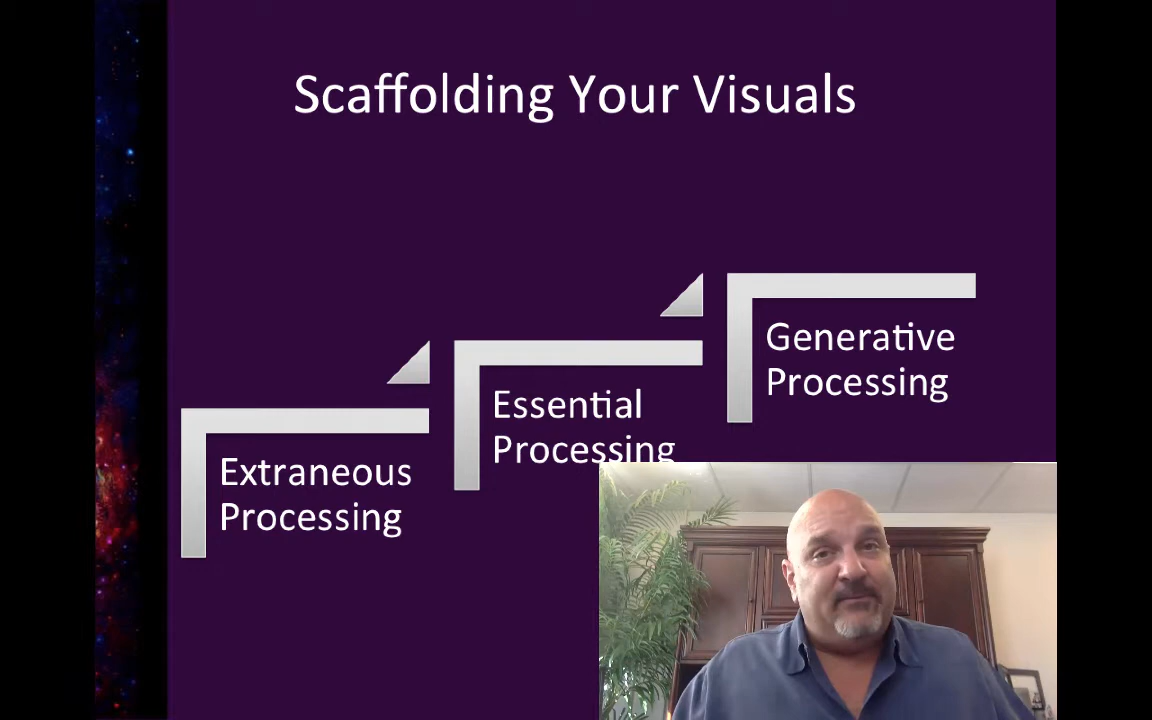 Scaffolding Your Visuals
Extraneous
Processing
Essential
Processing
Generative
Processing